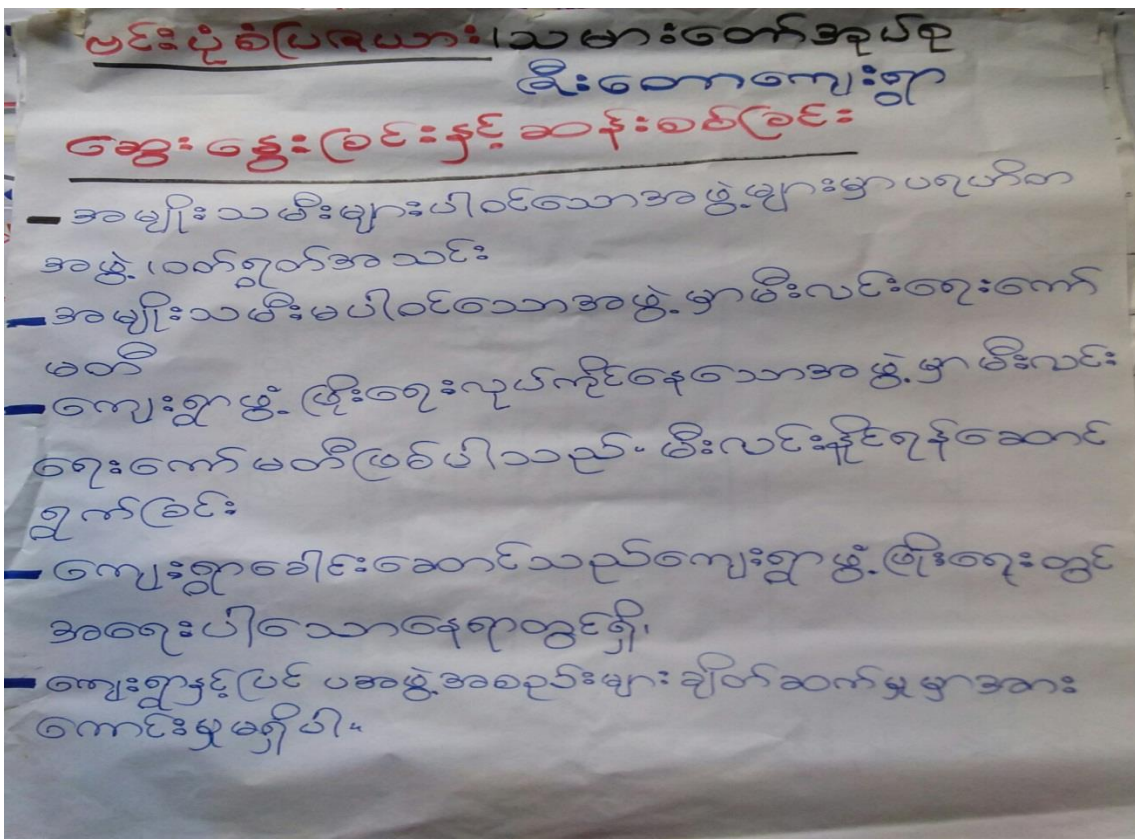 ဗင်းပုံစံပြဇယား၊သမားတော်အုပ်စု
ဆီးတောကျေးရွာ
ဆွေးနွေးခြင်းနှင့်ဆန်းစစ်ခြင်း
- အမျိုးသမီးများပါဝင်သောအဖွဲ့များမှာပရဟိတ
အဖွဲ့၊ဝတ်ရွတ်အသင်း
- အမျိုးသမီးမပါဝင်သောအဖွဲ့မှာမီးလင်းရေးကော်
မတီ
- ကျေးရွာဖွံ့ဖြိုးရေးလုပ်ကိုင်နေသောအဖွဲ့မှာမီးလင်း
ရေးကော်မတီဖြစ်ပါသည်။ မီးလင်းနိုင်ရန်ဆောင်
ရွက်ခြင်း
- ကျေးရွာခေါင်းဆောင်သည်ကျေးရွာဖွံ့ဖြိုးရေးတွင်
အရေးပါသောနေရာတွင်ရှိ၊
- ကျေးရွာနှင့်ပြင်ပအဖွဲ့အစည်းများချိတ်ဆက်မှုမှာအား
ကောင်းမှုမရှိပါ။